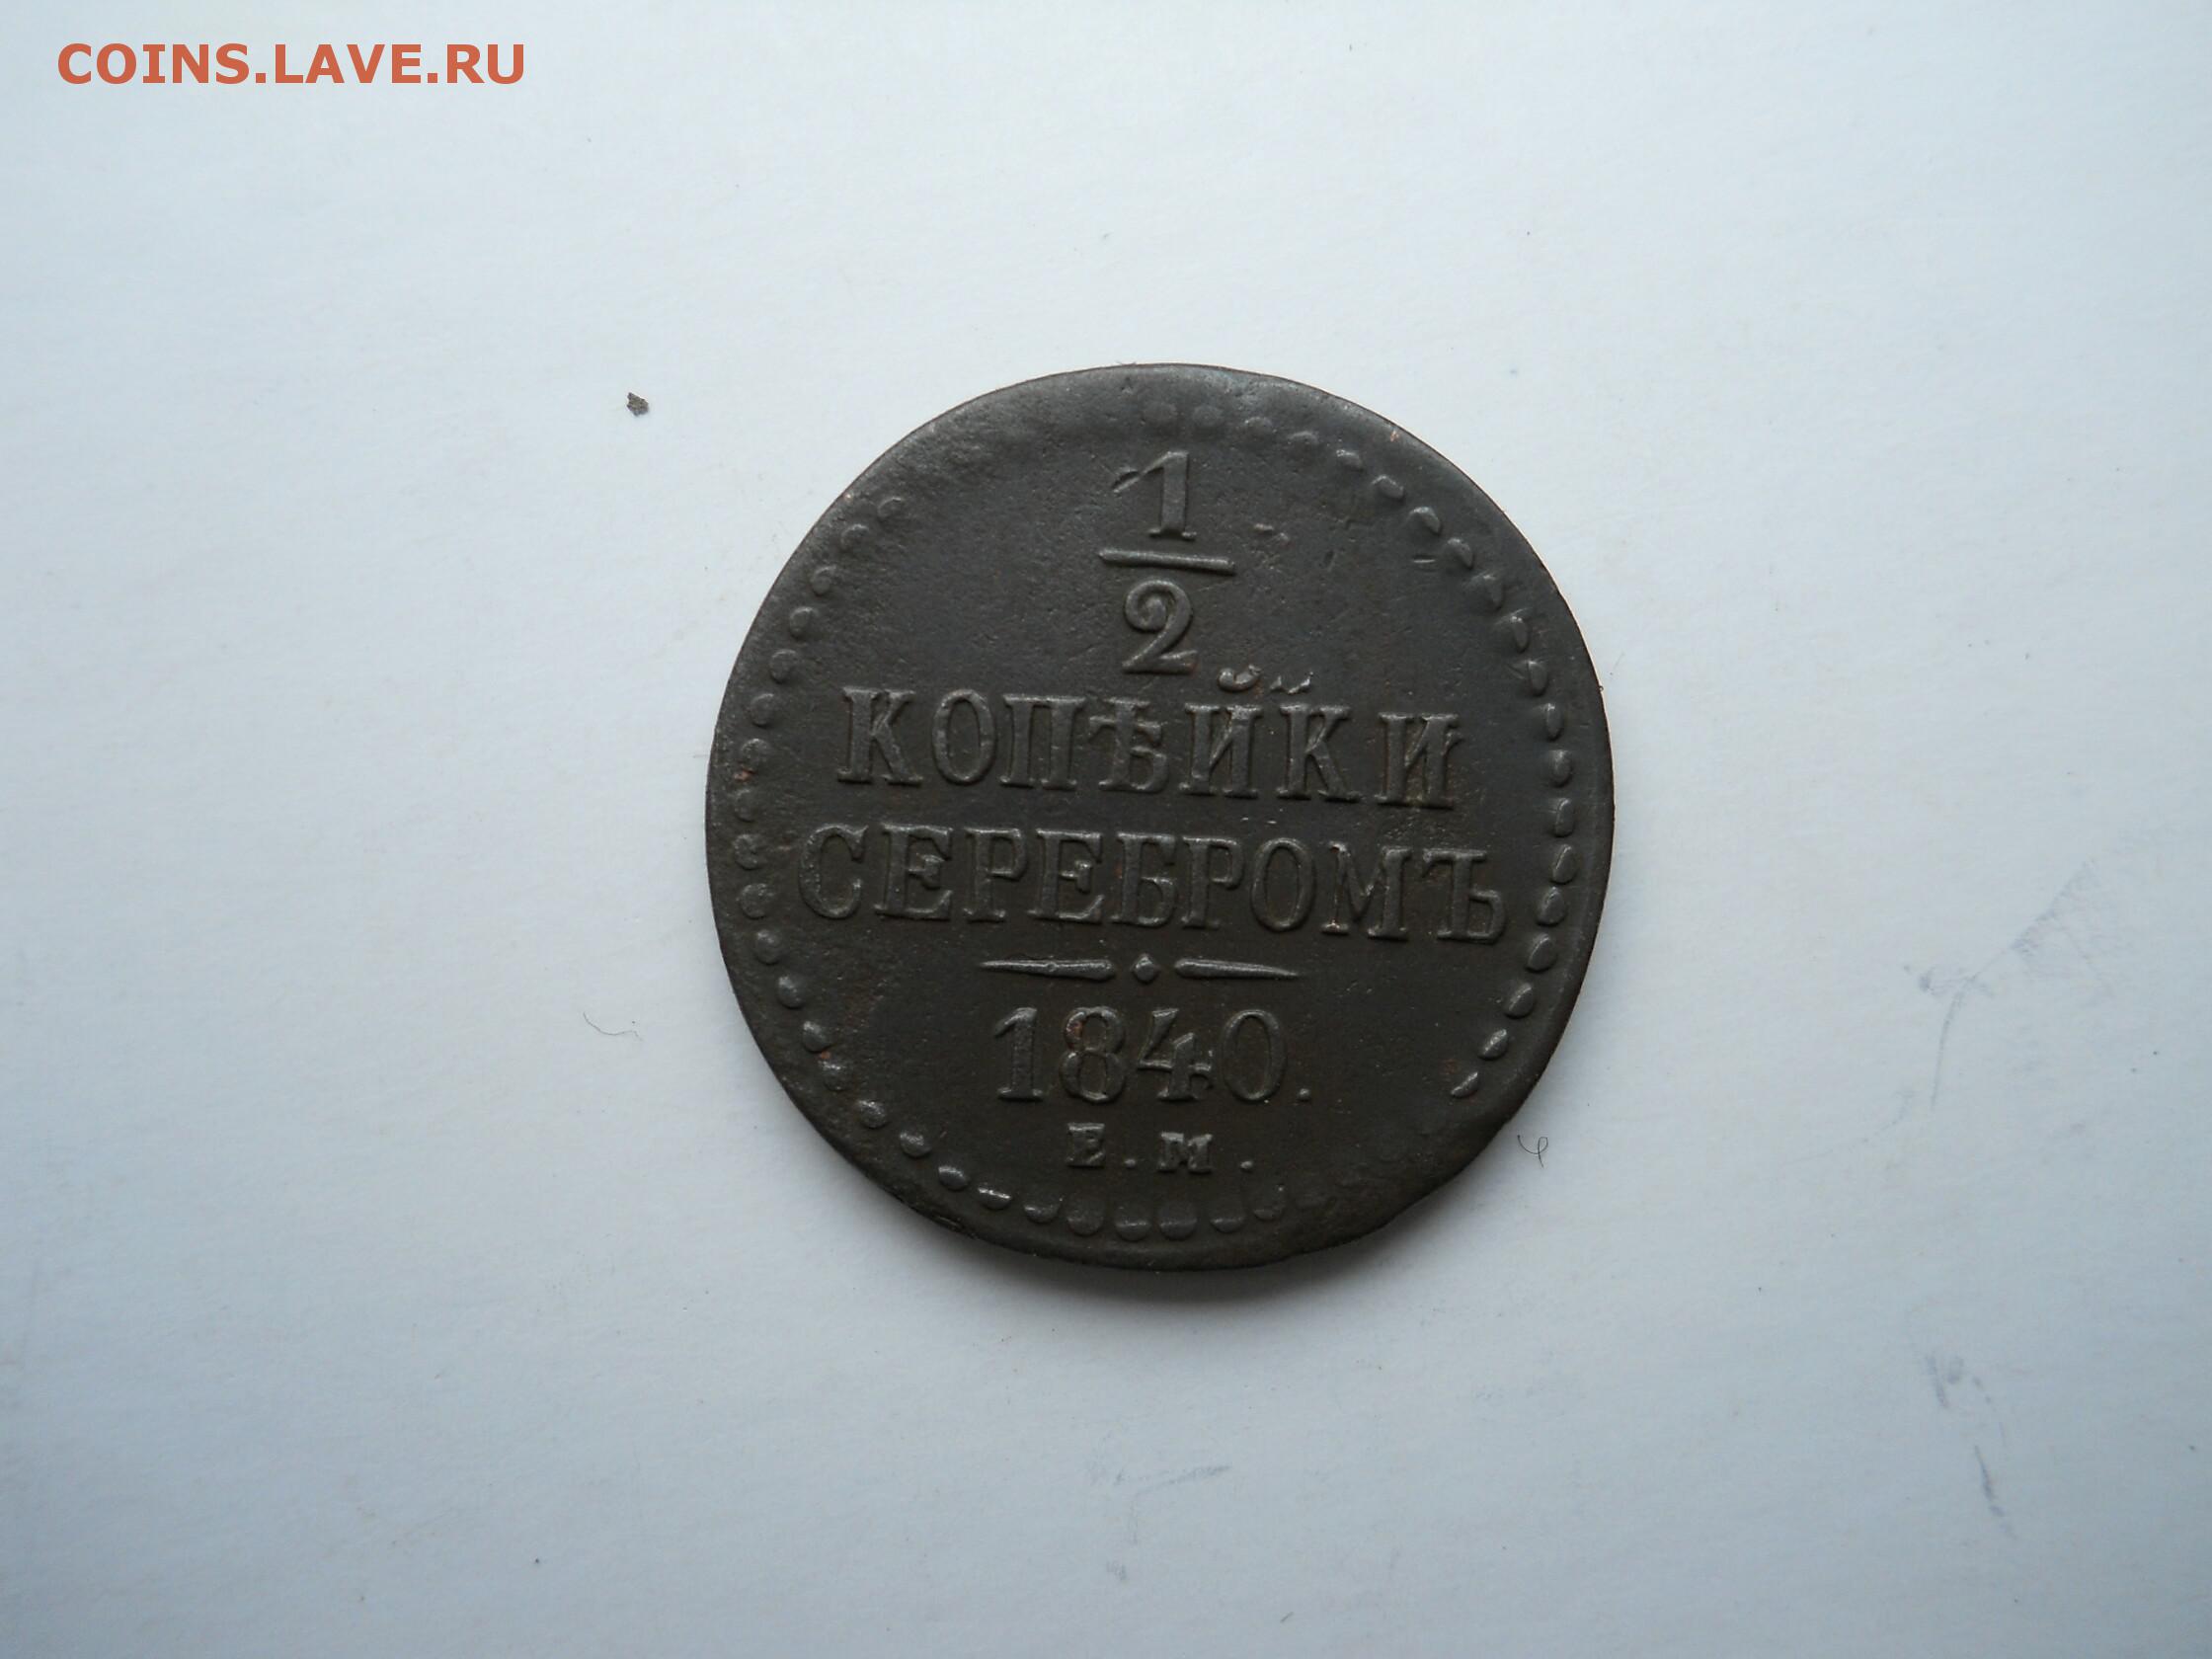 COINS.LAVE.RU
1
2
КОПѢЙКИ
СЕРЕБРОМЪ
1840.
Е.М.